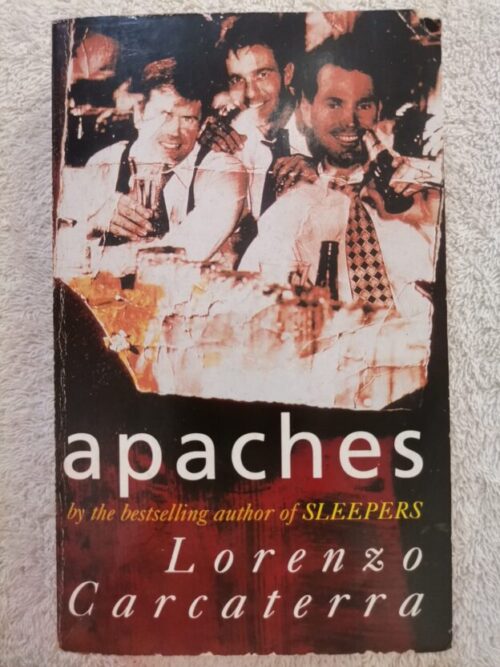 apaches
by the bestselling author of SLEEPERS
Lorenzo
Carcaterra